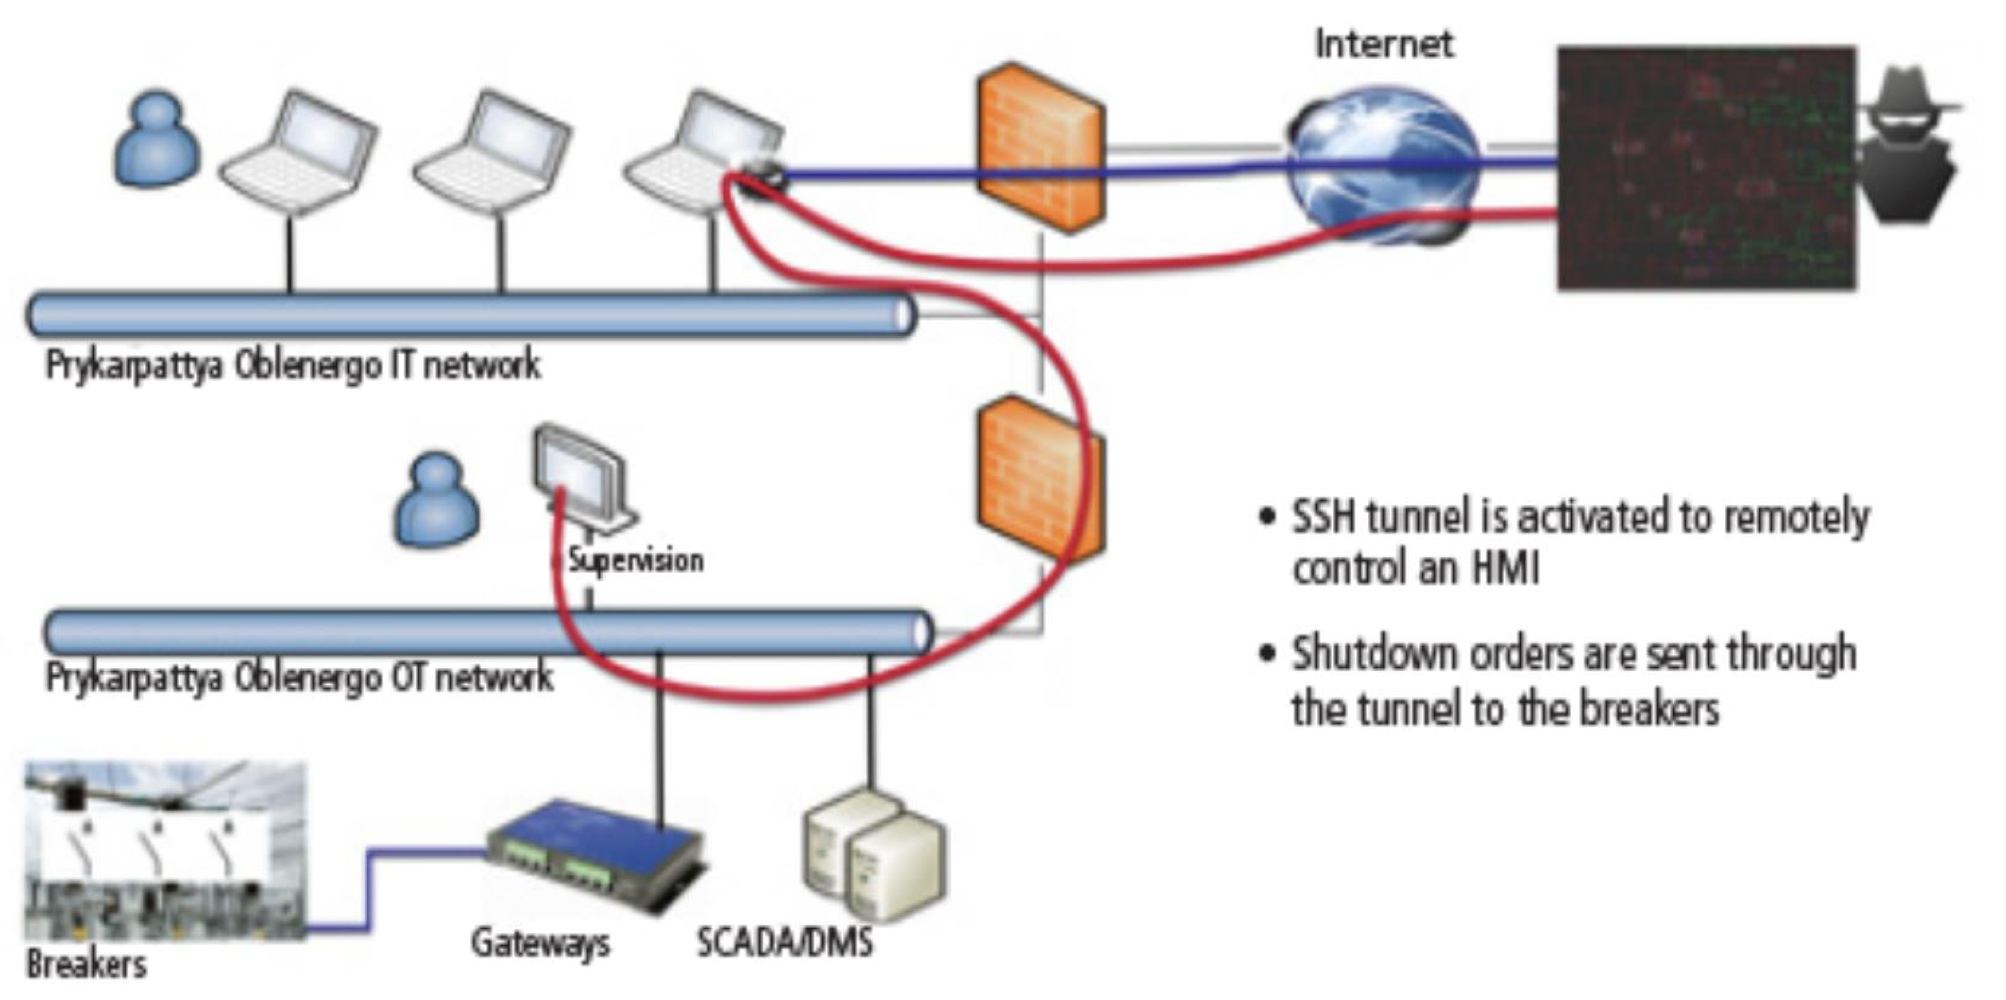 Internet
Prykarpattya Oblenergo IT network
Supervision
• SSH tunnel is activated to remotely
control an HMI
Prykarpattya Oblenergo OT network
• Shutdown orders are sent through
the tunnel to the breakers
Gateways
SCADA/DMS
Breakers